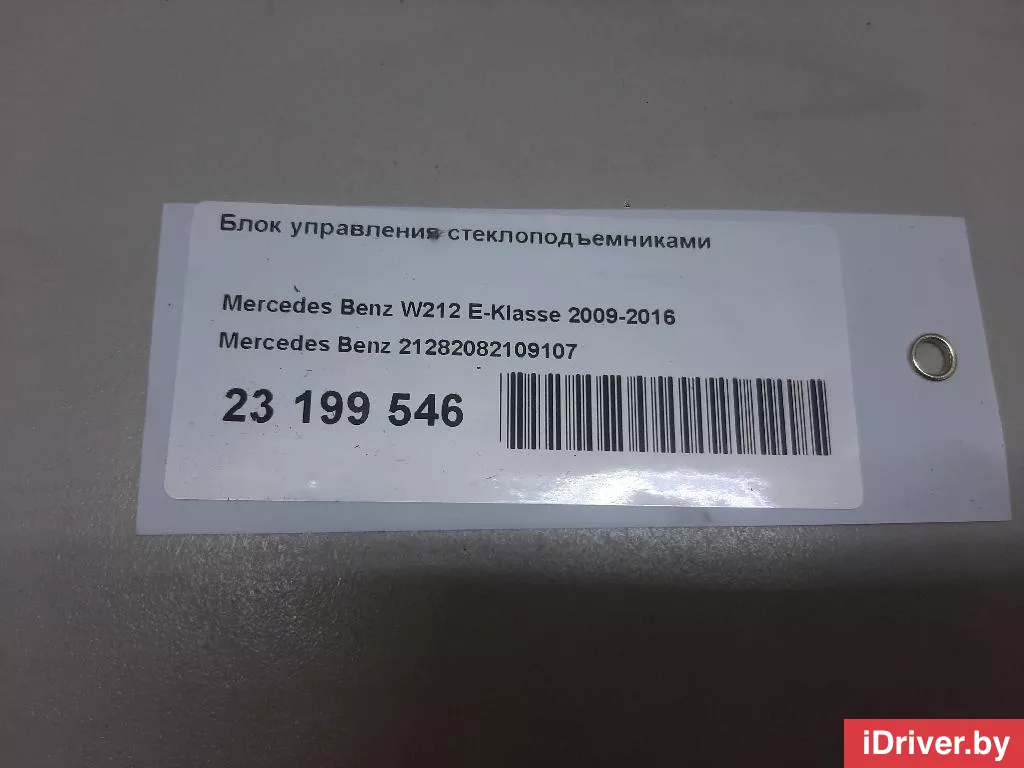 Блок управления стеклоподъемниками
Mercedes Benz W212 E-Klasse 2009-2016
Mercedes Benz 21282082109107
23 199 546
iDriver.by